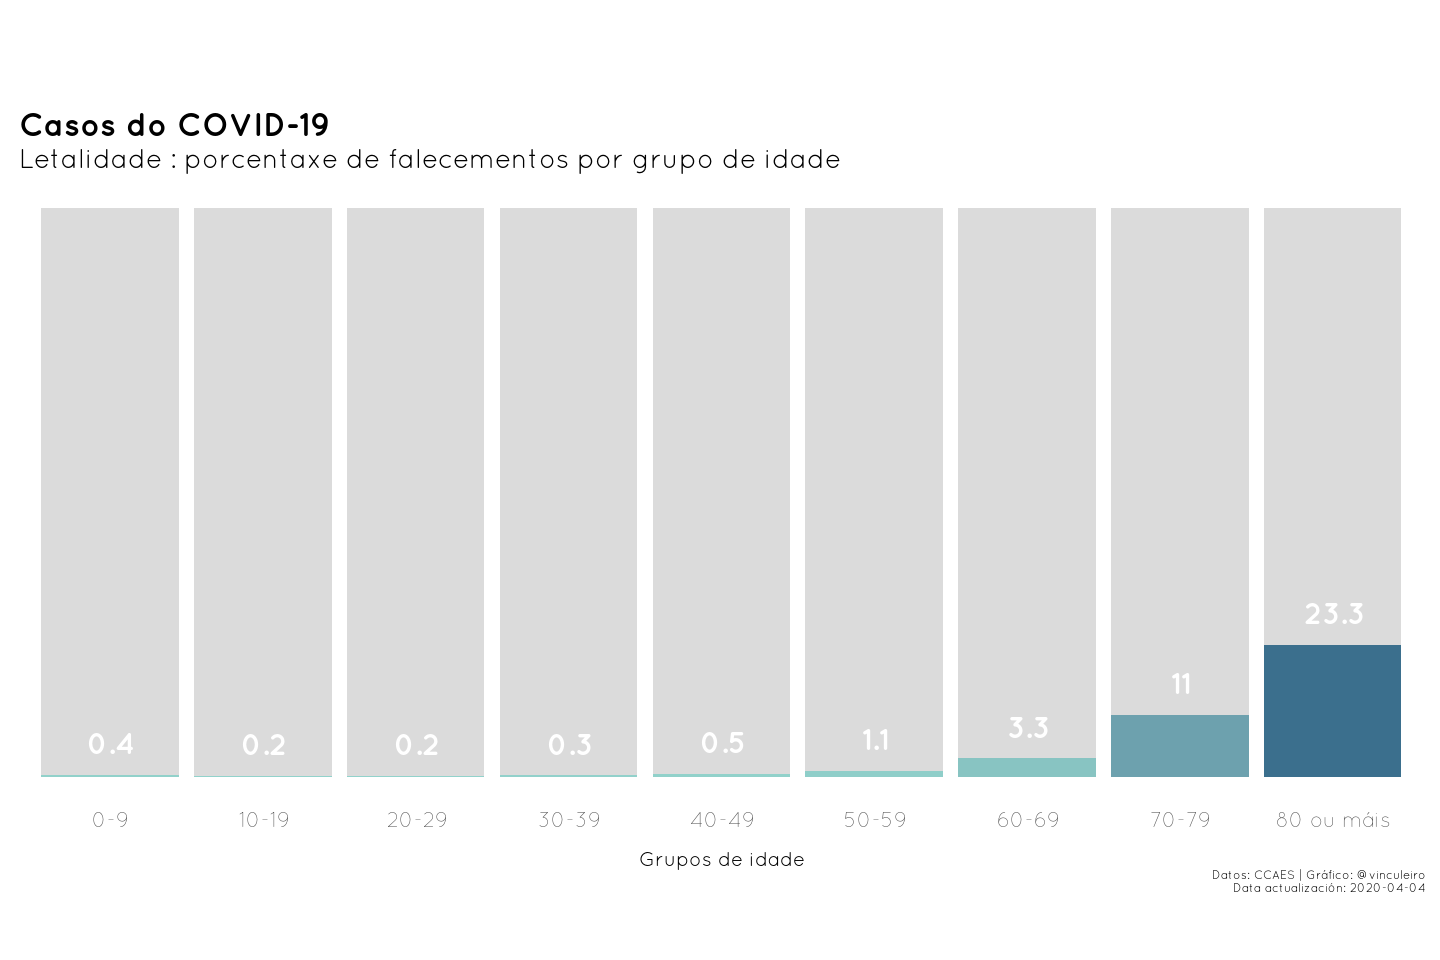 Casos do COVID-19
Letalidade : porcentaxe de falecementos por grupo de idade
0.4 0.2 0.2 0.3 0.5 1.1 3.3 11 23.3
0-9 10-19 20-29 30-39 40-49 50-59 60-69 70-79 80 ou máis
Grupos de idade
Datos: CCAES | Gráfico: @vinculeiro
Data actualización: 2020-04-04